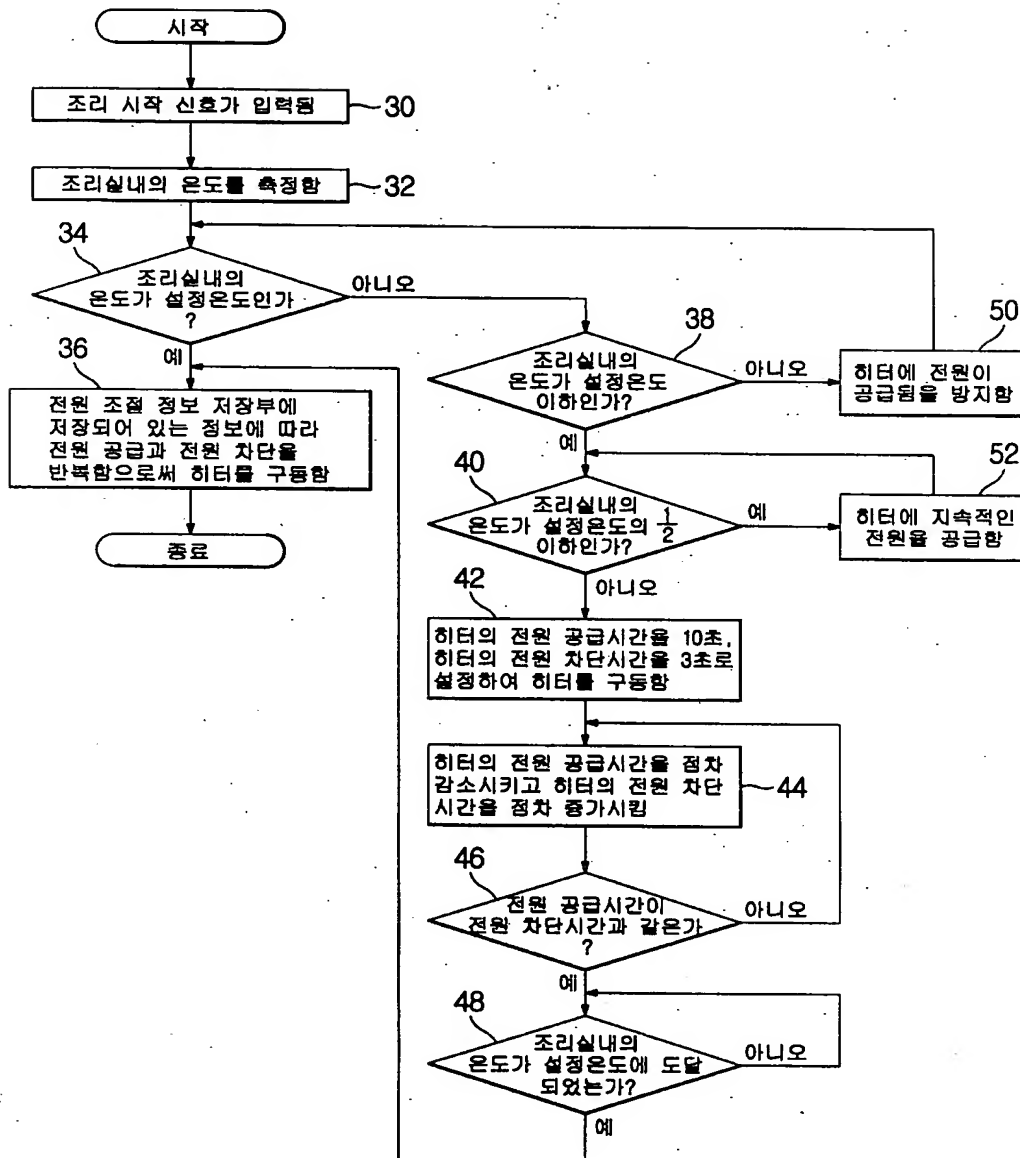 시작
조리 시작 신호가 입력됨
30
조리실내의 온도를 측정함
32
34
조리실내의
온도가 설정온도인가
?
아니오
예
36
전원 조절 정보 저장부에
저장되어 있는 정보에 따라
전원 공급과 전원 차단을
반복함으로써 히터를 구동함
종료
38
조리실내의
온도가 설정온도
이하인가?
아니오
예
50
히터에 전원이
공급됨을 방지함
40
조리실내의
온도가 설정온도의 1/2
이하인가?
예
아니오
52
히터에 지속적인
전원을 공급함
42
히터의 전원 공급시간을 10초,
히터의 전원 차단시간을 3초로
설정하여 히터를 구동함
히터의 전원 공급시간을 점차
감소시키고 히터의 전원 차단
시간을 점차 증가시킴
44
46
전원 공급시간이
전원 차단시간과 같은가
?
아니오
예
48
조리실내의
온도가 설정온도에 도달
되었는가?
아니오
예